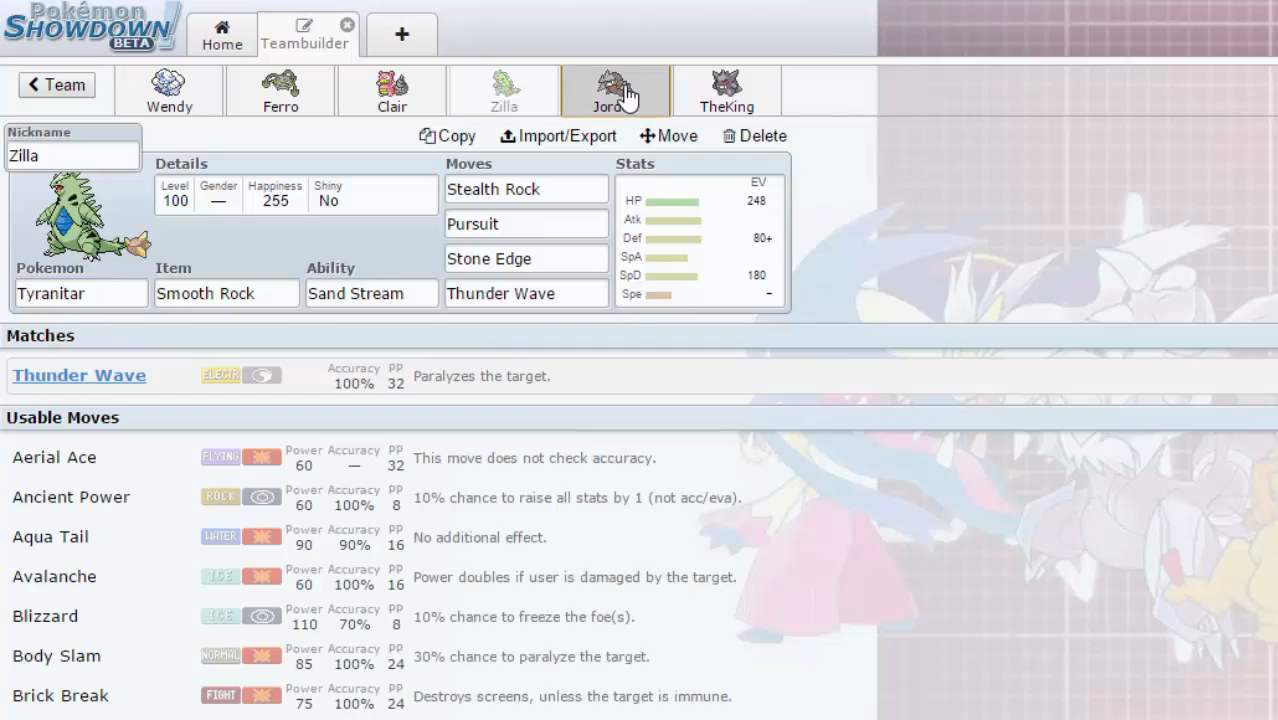 Pokémon
SHOWDOWN!
BETA
Home
Teambuilder
+
Team
Wendy
Ferro
Clair
Zilla
TheKing
Nickname
Zilla
Copy
Import/Export
Move
Delete
Details
Moves
Stats
Level Gender Happiness Shiny
100 — 255 No
Stealth Rock
Pursuit
Stone Edge
Thunder Wave
EV
HP 248
Atk
Def 80+
SpA
SpD 180
Spe -
Pokemon Item Ability
Tyranitar Smooth Rock Sand Stream
Matches
Thunder Wave ELECTR Accuracy 100% PP 32 Paralyzes the target.
Usable Moves
Aerial Ace FLYING Power 60 Accuracy — PP 32 This move does not check accuracy.
Ancient Power ROCK Power 60 Accuracy 100% PP 8 10% chance to raise all stats by 1 (not acc/eva).
Aqua Tail WATER Power 90 Accuracy 90% PP 16 No additional effect.
Avalanche ICE Power 60 Accuracy 100% PP 16 Power doubles if user is damaged by the target.
Blizzard ICE Power 110 Accuracy 70% PP 8 10% chance to freeze the foe(s).
Body Slam NORMAL Power 85 Accuracy 100% PP 24 30% chance to paralyze the target.
Brick Break FIGHT Power 75 Accuracy 100% PP 24 Destroys screens, unless the target is immune.